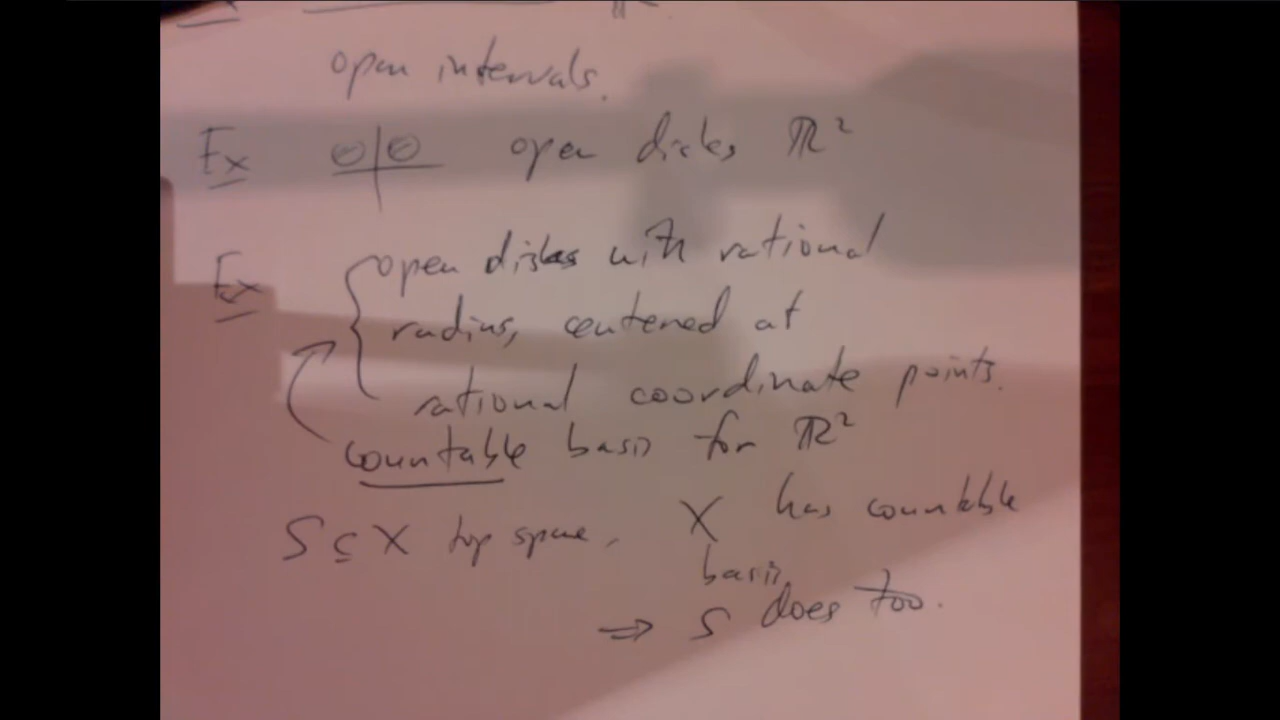 open intervals.
Ex open disks ℝ²
Ex { open disks with rational
radius, centered at
rational coordinate points.
countable basis for ℝ²
S ⊆ X top space, X has countable
basis
⇒ S does too.